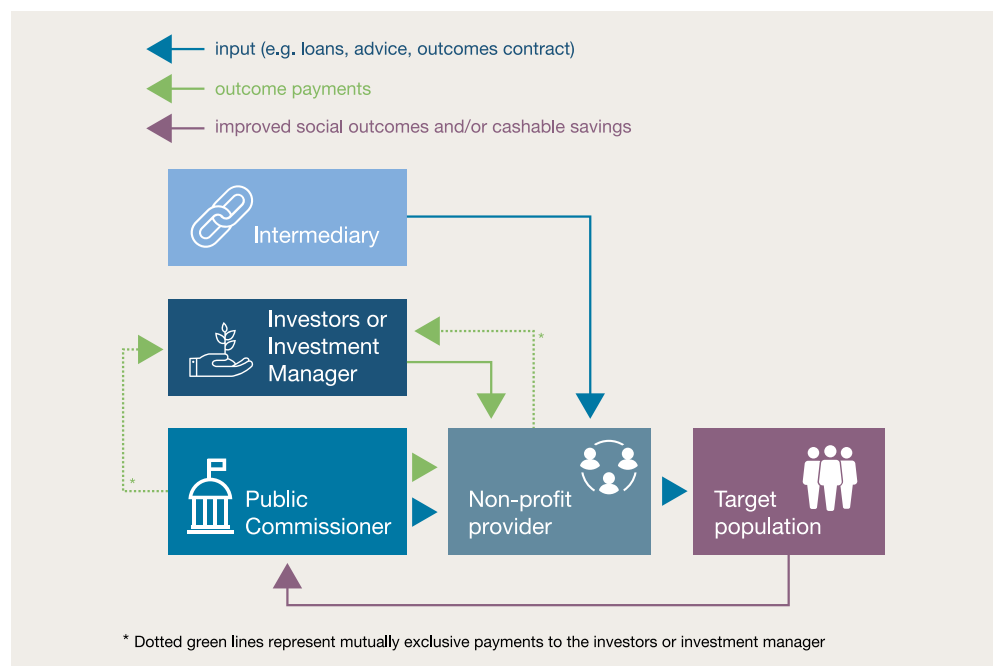 input (e.g. loans, advice, outcomes contract)
outcome payments
improved social outcomes and/or cashable savings
Intermediary
Investors or
Investment
Manager
*
*
Public
Commissioner
Non-profit
provider
Target
population
* Dotted green lines represent mutually exclusive payments to the investors or investment manager